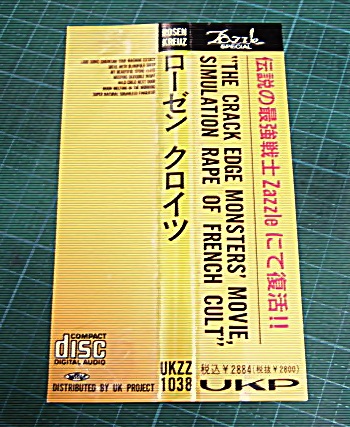 伝説の最強戦士Zazzleにて復活!!
"THE CRACK EDGE MONSTERS' MOVIE,
SIMULATION RAPE OF FRENCH CULT"
Zazzle
SPECIAL
税込¥2884(税抜¥2800)
UKP
ROSEN
KREUZ
ローゼン クロイツ
UKZZ
1038
COMPACT
disc
DIGITAL AUDIO
DISTRIBUTED BY UK PROJECT